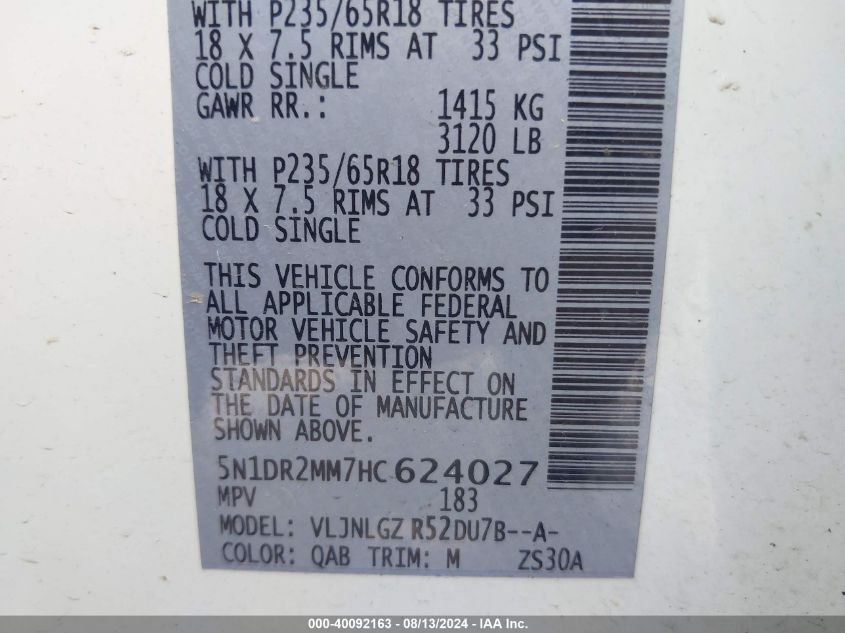 WITH P235/65R18 TIRES
18 X 7.5 RIMS AT 33 PSI
COLD SINGLE
GAWR RR.: 1415 KG
3120 LB
WITH P235/65R18 TIRES
18 X 7.5 RIMS AT 33 PSI
COLD SINGLE
THIS VEHICLE CONFORMS TO
ALL APPLICABLE FEDERAL
MOTOR VEHICLE SAFETY AND
THEFT PREVENTION
STANDARDS IN EFFECT ON
THE DATE OF MANUFACTURE
SHOWN ABOVE.
5N1DR2MM7HC624027
MPV 183
MODEL: VLJNLGZ R52DU7B--A-
COLOR: QAB TRIM: M ZS30A
000-40092163 - 08/13/2024 - IAA Inc.